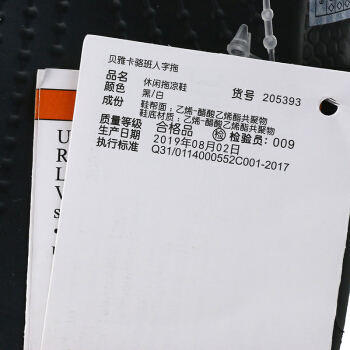 贝雅卡骆班人字拖
品名 休闲拖凉鞋
颜色 黑/白 货号 205393
成份 鞋帮面：乙烯-醋酸乙烯酯共聚物
鞋底材质：乙烯-醋酸乙烯酯共聚物
质量等级 合格品 检 检验员：009
生产日期 2019年08月02日
执行标准 Q31/0114000552C001-2017
U
R
L
V
s